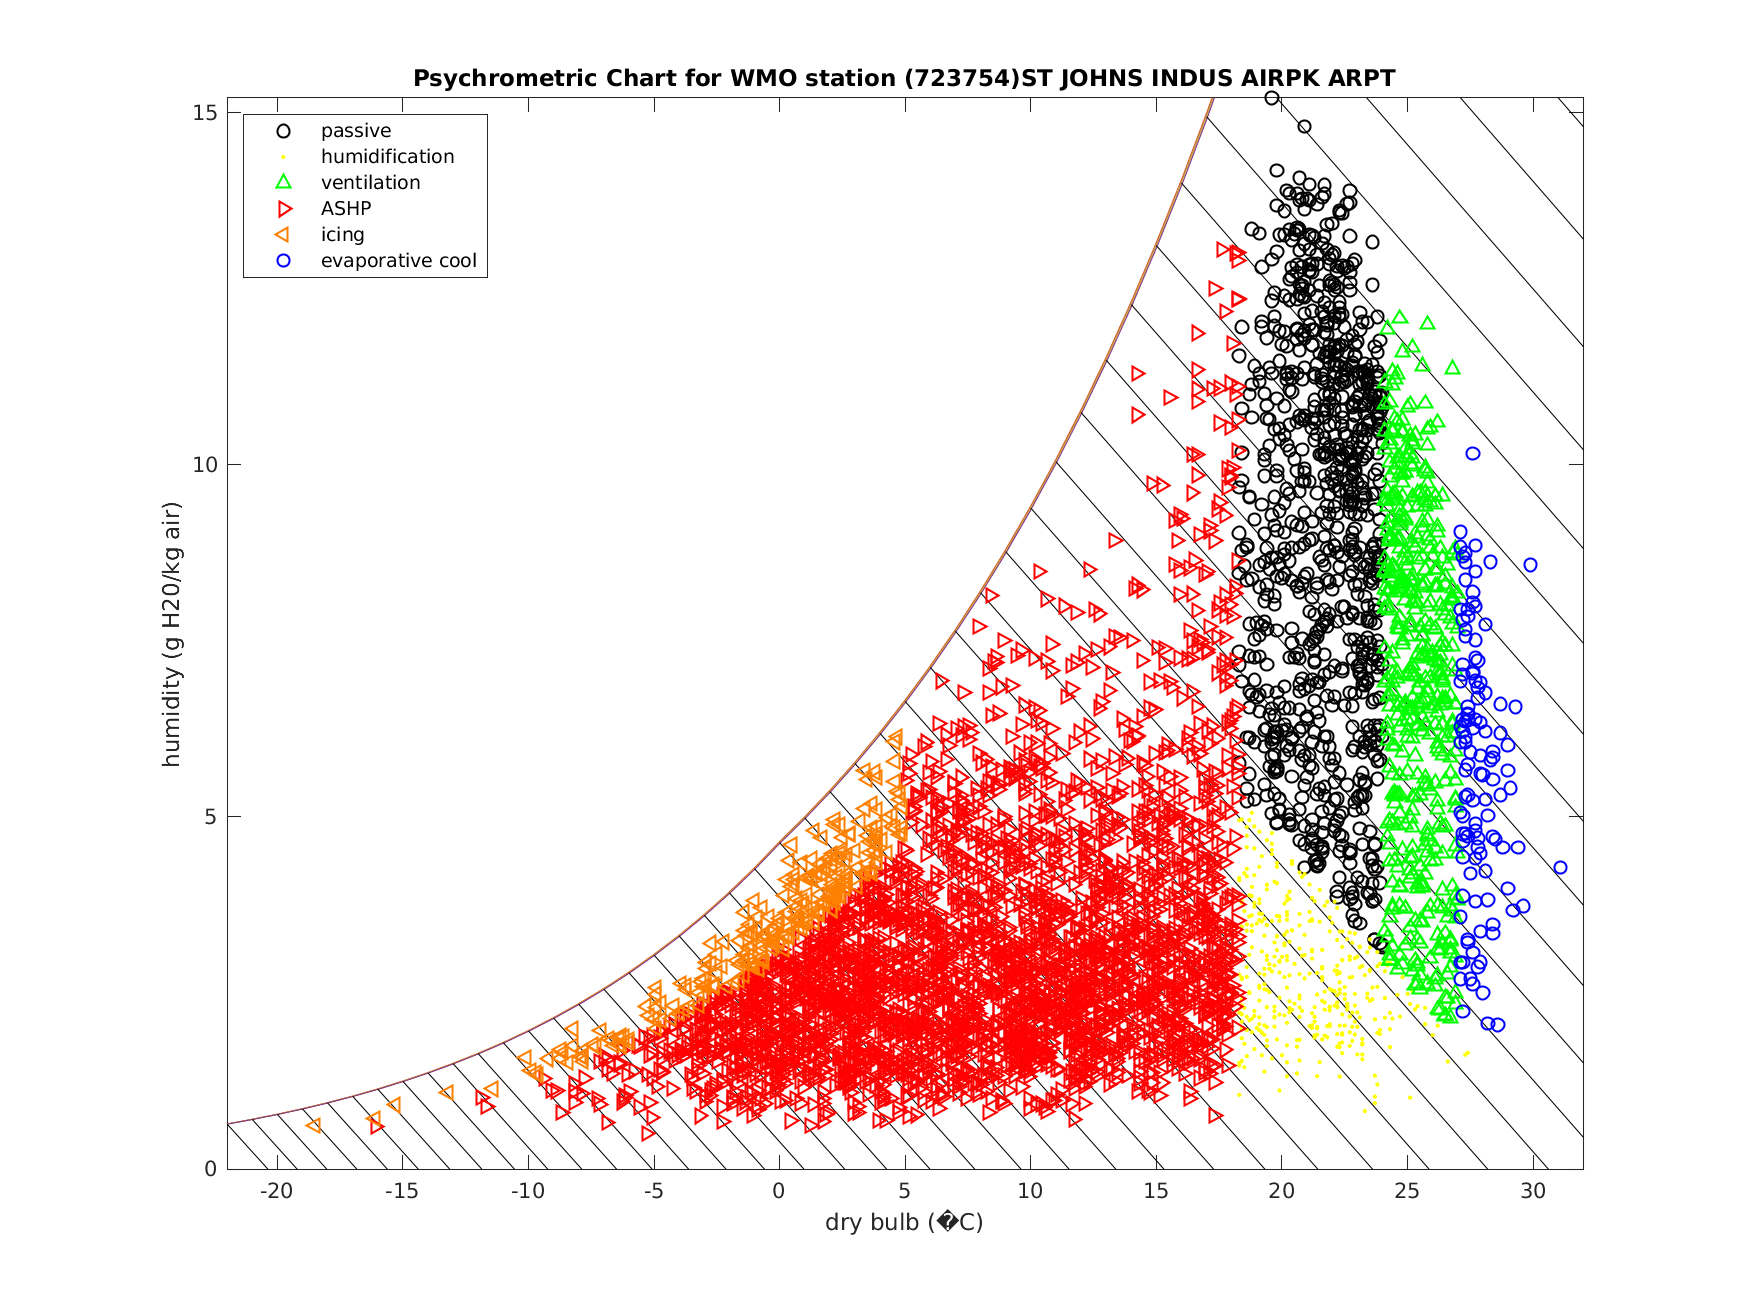 Psychrometric Chart for WMO station (723754)ST JOHNS INDUS AIRPK ARPT
passive
humidification
ventilation
ASHP
icing
evaporative cool
humidity (g H20/kg air)
15
10
5
0
-20 -15 -10 -5 0 5 10 15 20 25 30
dry bulb (�C)